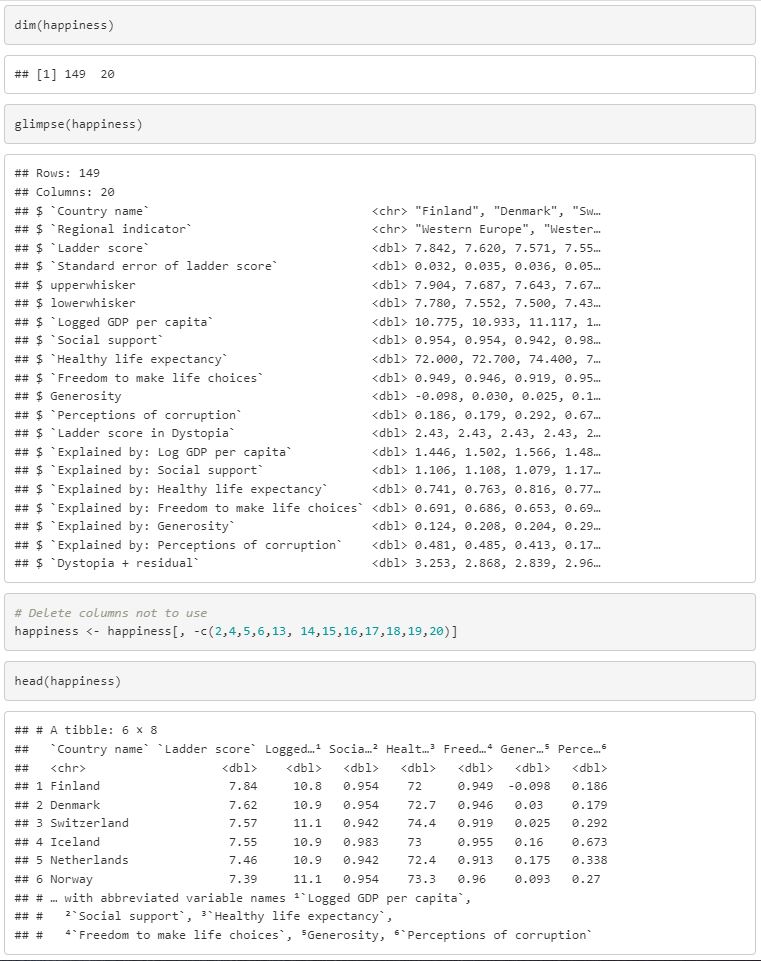 dim(happiness)
## [1] 149  20
glimpse(happiness)
## Rows: 149
## Columns: 20
## $ `Country name`                               <chr> "Finland", "Denmark", "Sw…
## $ `Regional indicator`                         <chr> "Western Europe", "Wester…
## $ `Ladder score`                               <dbl> 7.842, 7.620, 7.571, 7.55…
## $ `Standard error of ladder score`             <dbl> 0.032, 0.035, 0.036, 0.05…
## $ upperwhisker                                 <dbl> 7.904, 7.687, 7.643, 7.67…
## $ lowerwhisker                                 <dbl> 7.780, 7.552, 7.500, 7.43…
## $ `Logged GDP per capita`                      <dbl> 10.775, 10.933, 11.117, 1…
## $ `Social support`                             <dbl> 0.954, 0.954, 0.942, 0.98…
## $ `Healthy life expectancy`                    <dbl> 72.000, 72.700, 74.400, 7…
## $ `Freedom to make life choices`               <dbl> 0.949, 0.946, 0.919, 0.95…
## $ Generosity                                   <dbl> -0.098, 0.030, 0.025, 0.1…
## $ `Perceptions of corruption`                  <dbl> 0.186, 0.179, 0.292, 0.67…
## $ `Ladder score in Dystopia`                   <dbl> 2.43, 2.43, 2.43, 2.43, 2…
## $ `Explained by: Log GDP per capita`           <dbl> 1.446, 1.502, 1.566, 1.48…
## $ `Explained by: Social support`               <dbl> 1.106, 1.108, 1.079, 1.17…
## $ `Explained by: Healthy life expectancy`      <dbl> 0.741, 0.763, 0.816, 0.77…
## $ `Explained by: Freedom to make life choices` <dbl> 0.691, 0.686, 0.653, 0.69…
## $ `Explained by: Generosity`                   <dbl> 0.124, 0.208, 0.204, 0.29…
## $ `Explained by: Perceptions of corruption`    <dbl> 0.481, 0.485, 0.413, 0.17…
## $ `Dystopia + residual`                        <dbl> 3.253, 2.868, 2.839, 2.96…
# Delete columns not to use
happiness <- happiness[, -c(2,4,5,6,13, 14,15,16,17,18,19,20)]
head(happiness)
## # A tibble: 6 × 8
##   `Country name` `Ladder score` Logged…¹ Socia…² Healt…³ Freed…⁴ Gener…⁵ Perce…⁶
##   <chr>                   <dbl>    <dbl>   <dbl>   <dbl>   <dbl>   <dbl>   <dbl>
## 1 Finland                  7.84     10.8   0.954    72     0.949  -0.098   0.186
## 2 Denmark                  7.62     10.9   0.954    72.7   0.946   0.03    0.179
## 3 Switzerland              7.57     11.1   0.942    74.4   0.919   0.025   0.292
## 4 Iceland                  7.55     10.9   0.983    73     0.955   0.16    0.673
## 5 Netherlands              7.46     10.9   0.942    72.4   0.913   0.175   0.338
## 6 Norway                   7.39     11.1   0.954    73.3   0.96    0.093   0.27
## # … with abbreviated variable names ¹`Logged GDP per capita`,
## #   ²`Social support`, ³`Healthy life expectancy`,
## #   ⁴`Freedom to make life choices`, ⁵Generosity, ⁶`Perceptions of corruption`